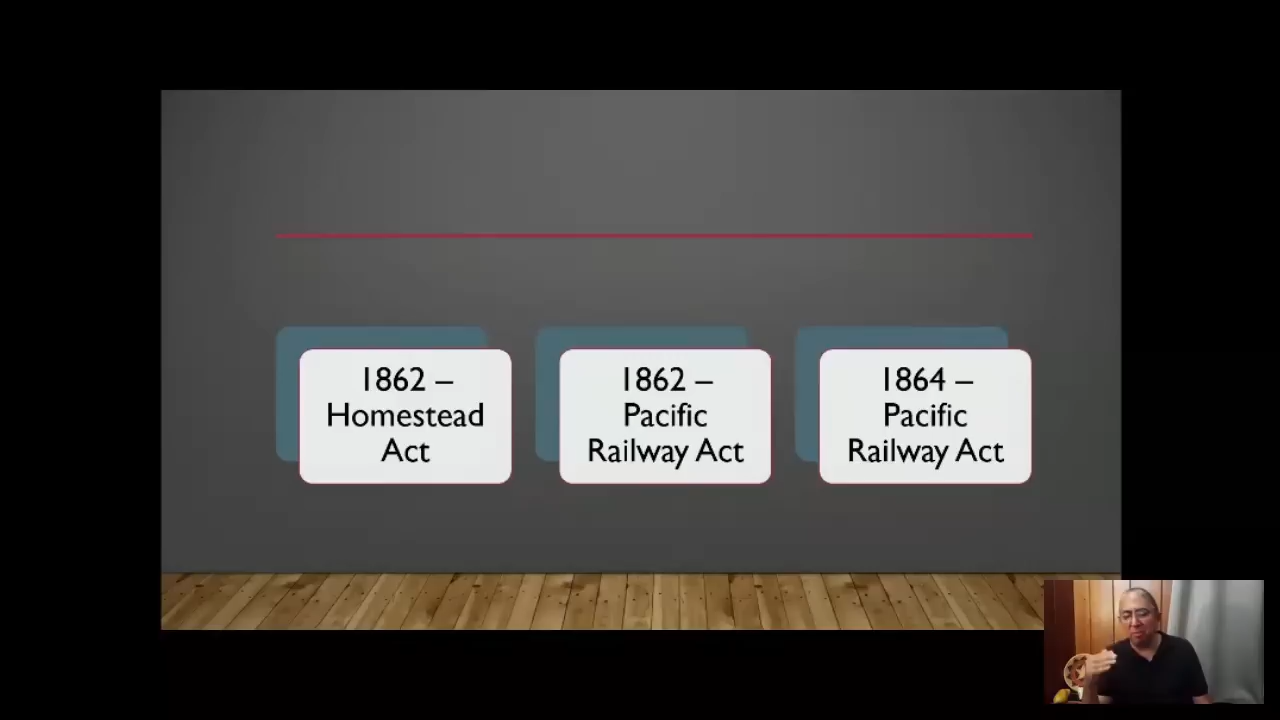 1862 –
Homestead
Act
1862 –
Pacific
Railway Act
1864 –
Pacific
Railway Act